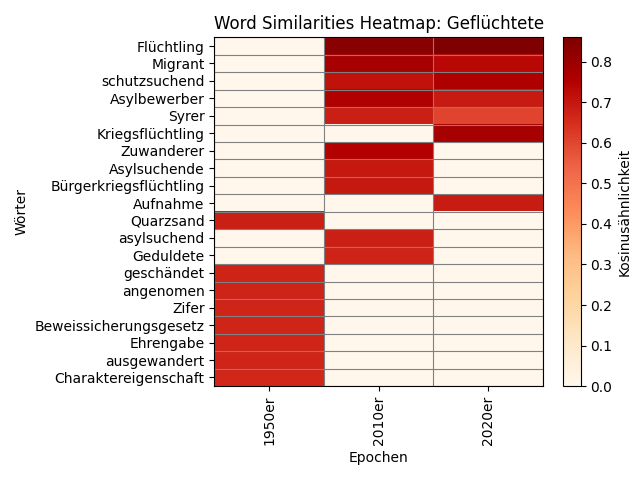 Word Similarities Heatmap: Geflüchtete
Flüchtling
Migrant
schutzsuchend
Asylbewerber
Syrer
Kriegsflüchtling
Zuwanderer
Asylsuchende
Bürgerkriegsflüchtling
Aufnahme
Quarzsand
asylsuchend
Geduldete
geschändet
angenomen
Zifer
Beweissicherungsgesetz
Ehrengabe
ausgewandert
Charaktereigenschaft
Wörter
1950er
2010er
2020er
Epochen
0.8
0.7
0.6
0.5
0.4
0.3
0.2
0.1
0.0
Kosinusähnlichkeit